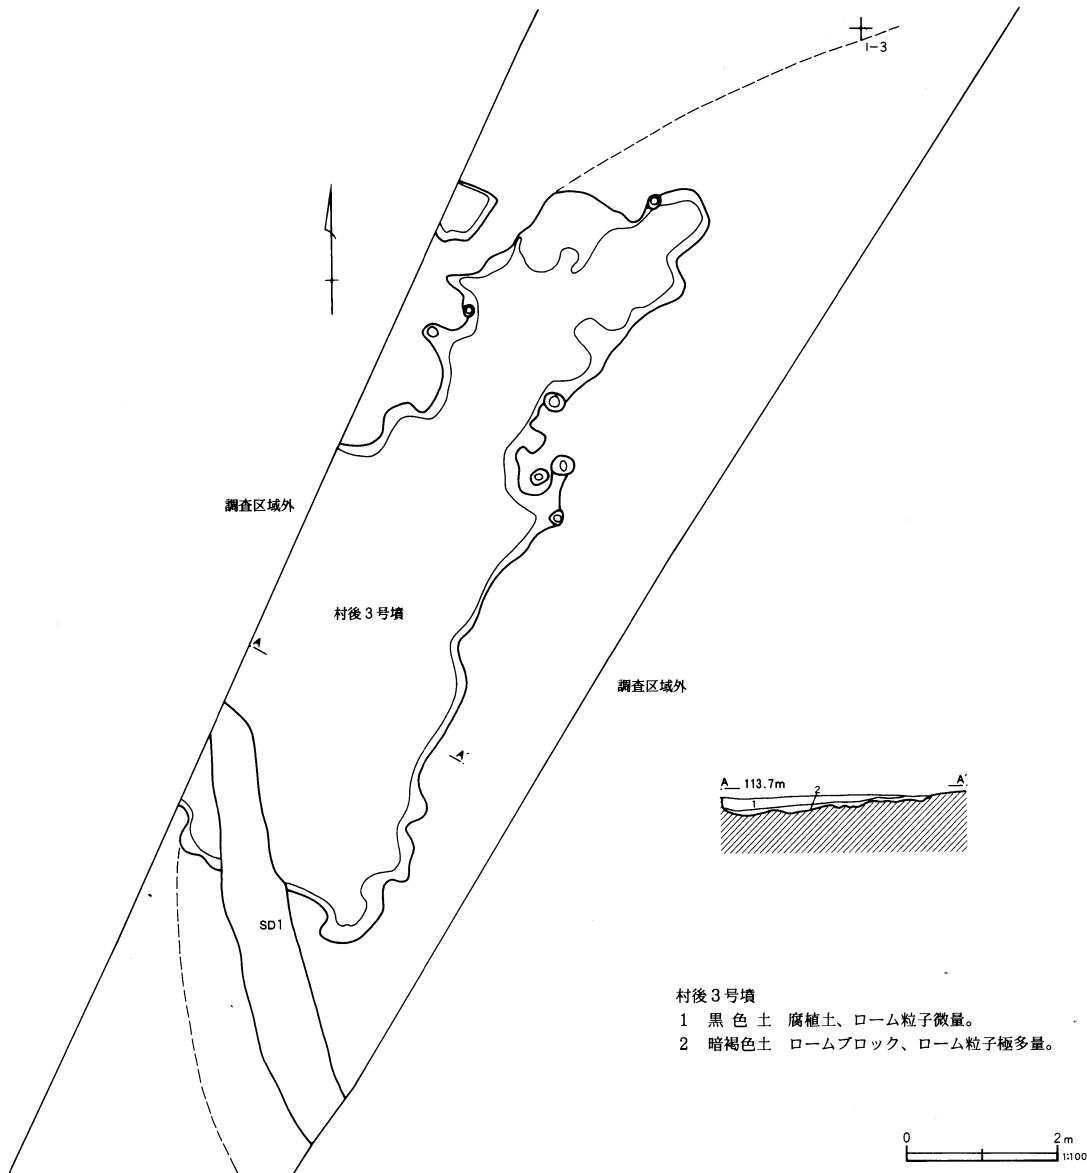 I-3
調査区域外
村後3号墳
A
調査区域外
A'
A 113.7m A'
2
1
SD1
村後3号墳
1 黒色土 腐植土、ローム粒子微量。
2 暗褐色土 ロームブロック、ローム粒子極多量。
0 2m
1:100